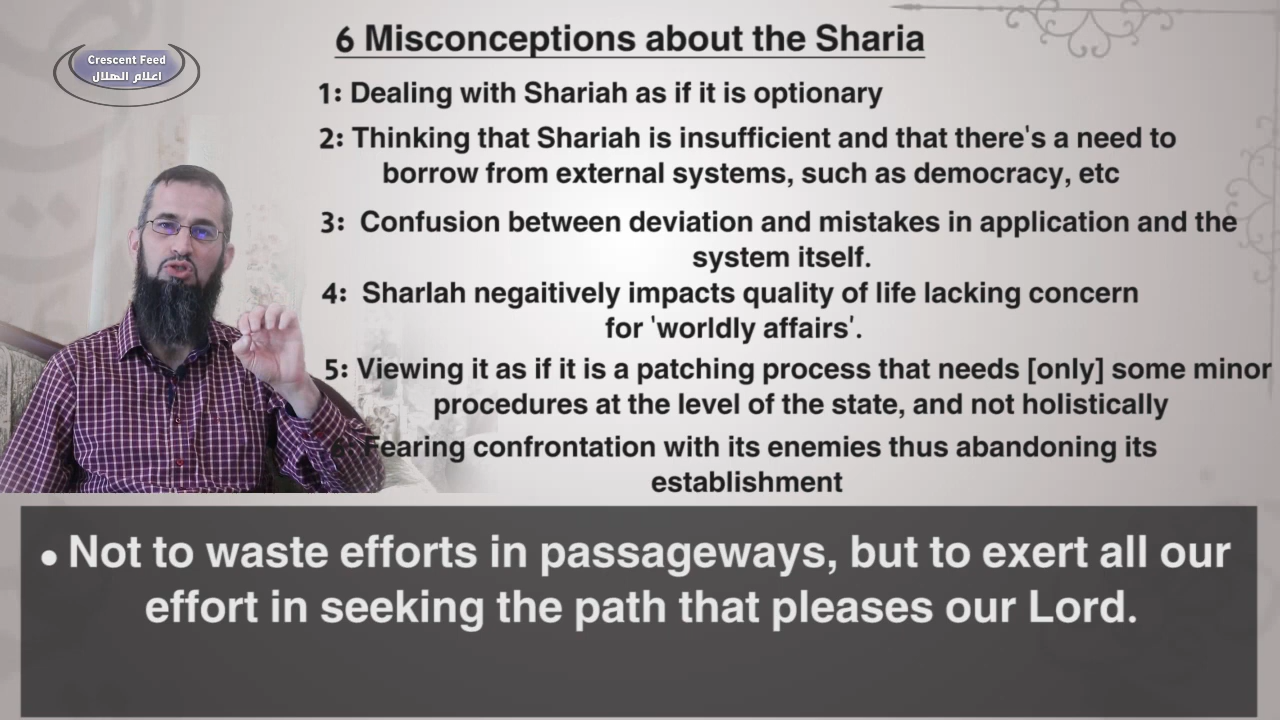 Crescent Feed
اعلام الهلال
6 Misconceptions about the Sharia
1: Dealing with Shariah as if it is optionary
2: Thinking that Shariah is insufficient and that there's a need to
borrow from external systems, such as democracy, etc
3: Confusion between deviation and mistakes in application and the
system itself.
4: SharIah negaitively impacts quality of life lacking concern
for 'worldly affairs'.
5: Viewing it as if it is a patching process that needs [only] some minor
procedures at the level of the state, and not holistically
6: Fearing confrontation with its enemies thus abandoning its
establishment
• Not to waste efforts in passageways, but to exert all our
effort in seeking the path that pleases our Lord.